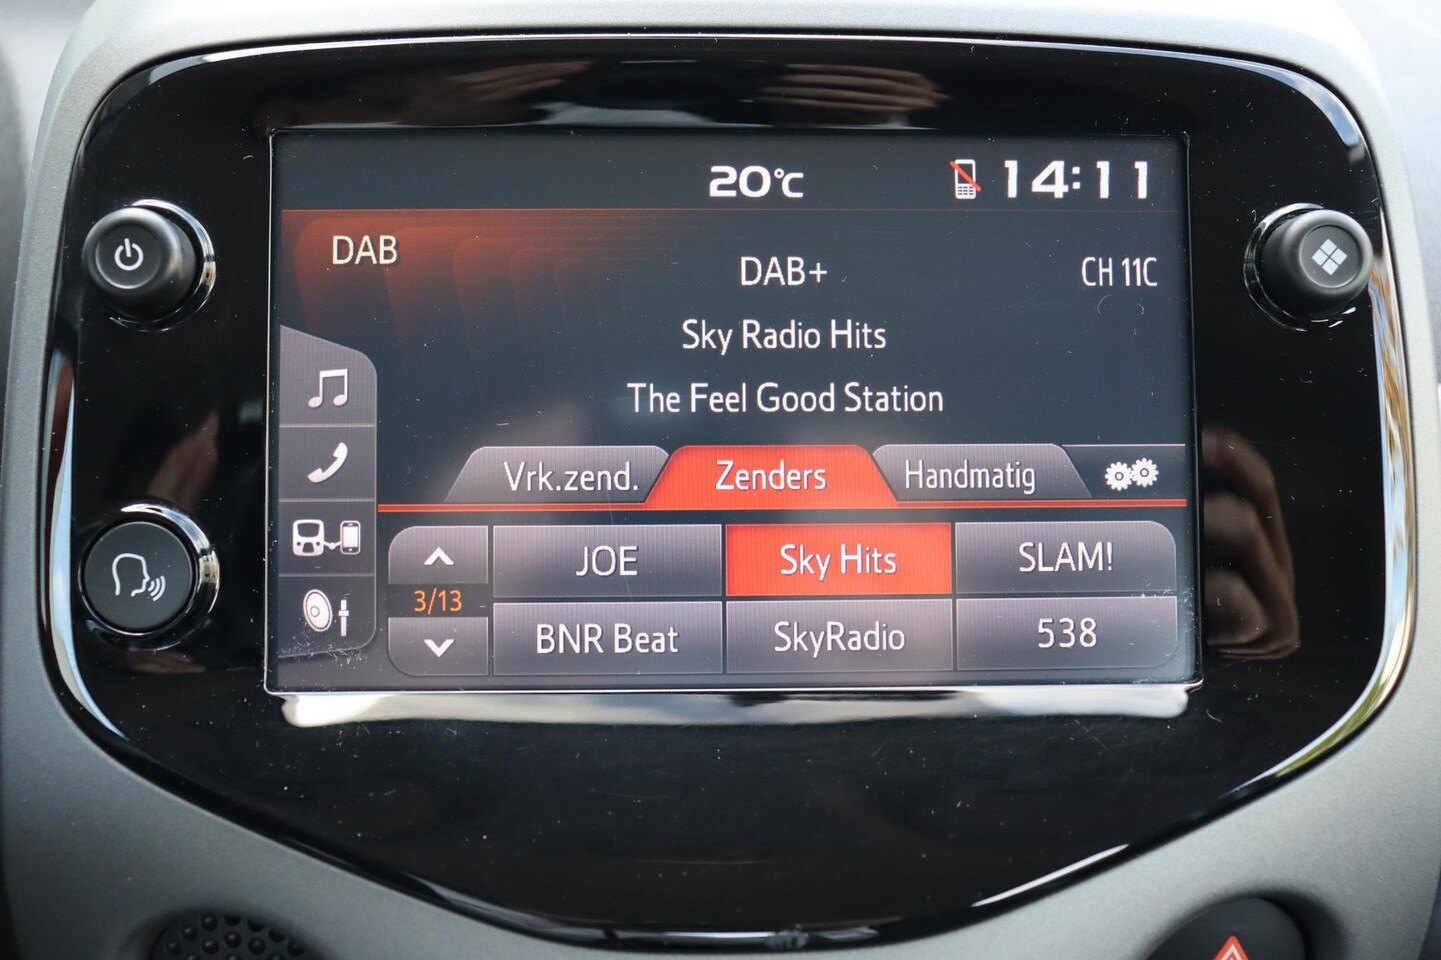 20°C 14:11
DAB
DAB+ CH 11C
Sky Radio Hits
The Feel Good Station
Vrk.zend. Zenders Handmatig
JOE Sky Hits SLAM!
3/13
BNR Beat SkyRadio 538